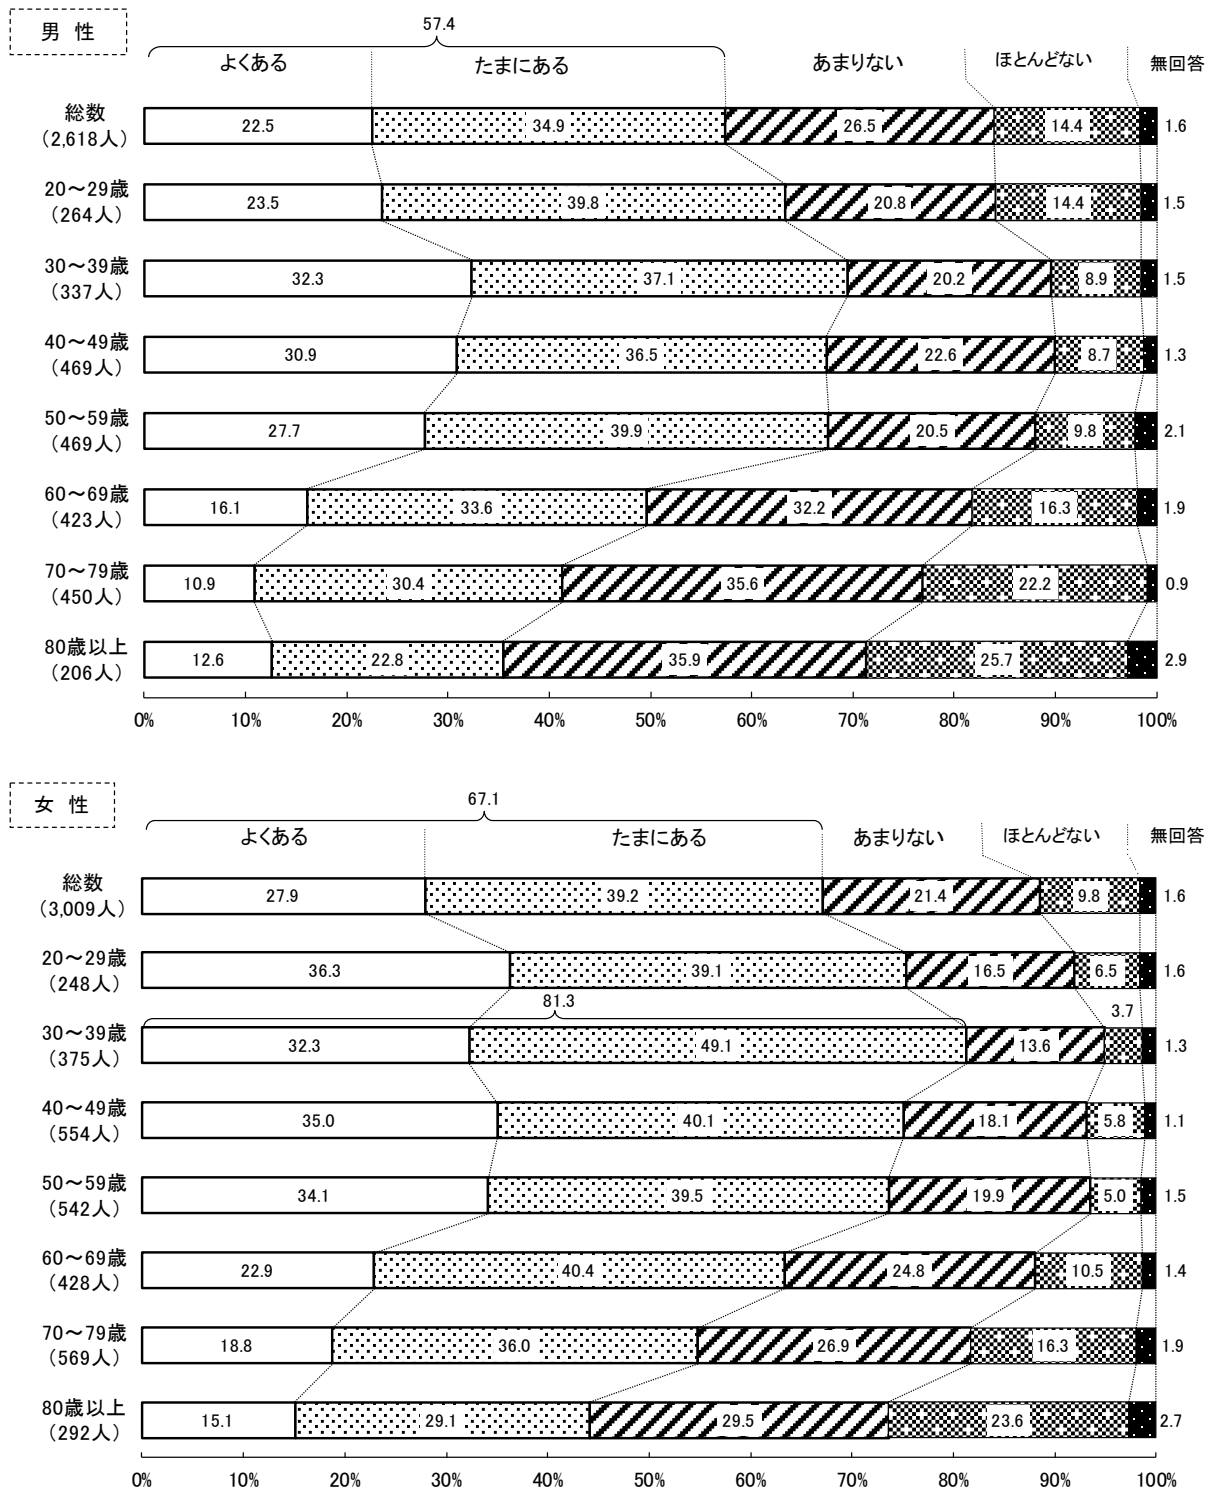 男 性
57.4
よくある たまにある あまりない ほとんどない 無回答
総数
（2,618人） 22.5 34.9 26.5 14.4 1.6
20～29歳
（264人） 23.5 39.8 20.8 14.4 1.5
30～39歳
（337人） 32.3 37.1 20.2 8.9 1.5
40～49歳
（469人） 30.9 36.5 22.6 8.7 1.3
50～59歳
（469人） 27.7 39.9 20.5 9.8 2.1
60～69歳
（423人） 16.1 33.6 32.2 16.3 1.9
70～79歳
（450人） 10.9 30.4 35.6 22.2 0.9
80歳以上
（206人） 12.6 22.8 35.9 25.7 2.9
0% 10% 20% 30% 40% 50% 60% 70% 80% 90% 100%
女 性
67.1
よくある たまにある あまりない ほとんどない 無回答
総数
（3,009人） 27.9 39.2 21.4 9.8 1.6
20～29歳
（248人） 36.3 39.1 16.5 6.5 1.6
81.3 3.7
30～39歳
（375人） 32.3 49.1 13.6 1.3
40～49歳
（554人） 35.0 40.1 18.1 5.8 1.1
50～59歳
（542人） 34.1 39.5 19.9 5.0 1.5
60～69歳
（428人） 22.9 40.4 24.8 10.5 1.4
70～79歳
（569人） 18.8 36.0 26.9 16.3 1.9
80歳以上
（292人） 15.1 29.1 29.5 23.6 2.7
0% 10% 20% 30% 40% 50% 60% 70% 80% 90% 100%